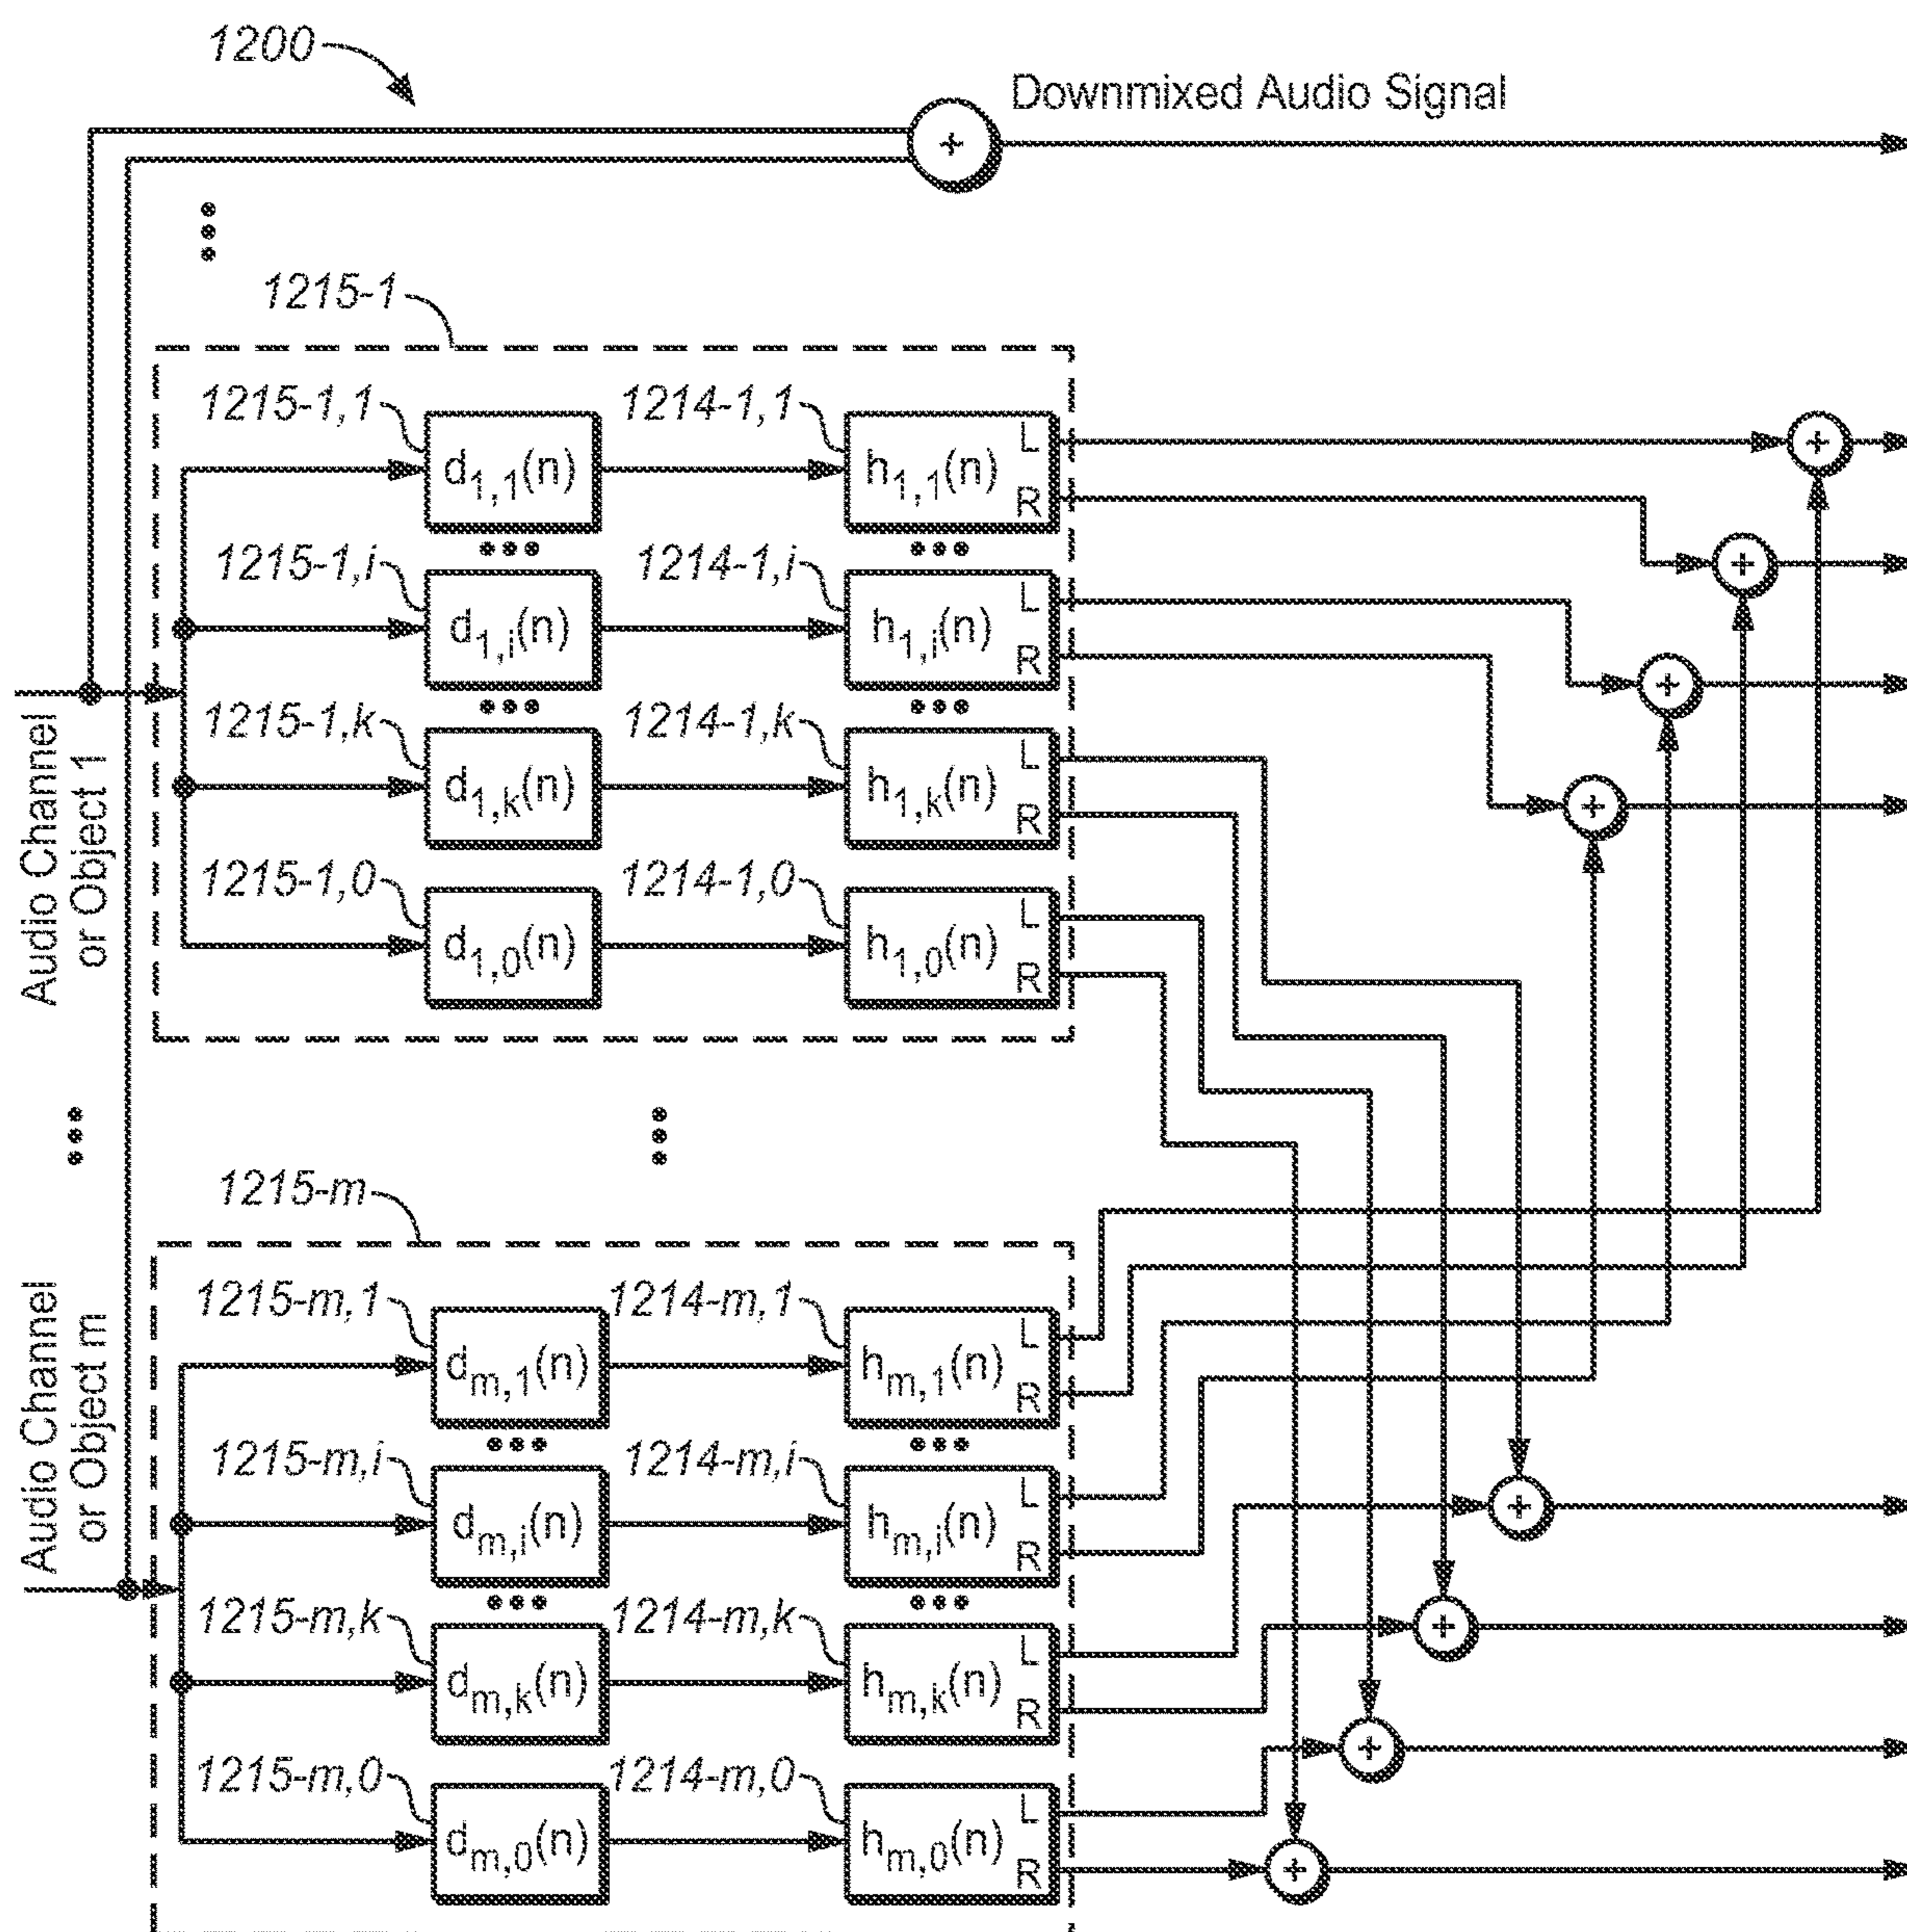 1200
Downmixed Audio Signal
+
1215-1
1215-1,1
1214-1,1
d1,1(n)
h1,1(n)
L
R
+
1215-1,i
1214-1,i
d1,i(n)
h1,i(n)
L
R
+
+
1215-1,k
1214-1,k
d1,k(n)
h1,k(n)
L
R
+
1215-1,0
1214-1,0
d1,0(n)
h1,0(n)
L
R
Audio Channel
or Object 1
1215-m
1215-m,1
1214-m,1
dm,1(n)
hm,1(n)
L
R
1215-m,i
1214-m,i
dm,i(n)
hm,i(n)
L
R
+
Audio Channel
or Object m
1215-m,k
1214-m,k
dm,k(n)
hm,k(n)
L
R
+
+
1215-m,0
1214-m,0
dm,0(n)
hm,0(n)
L
R
+